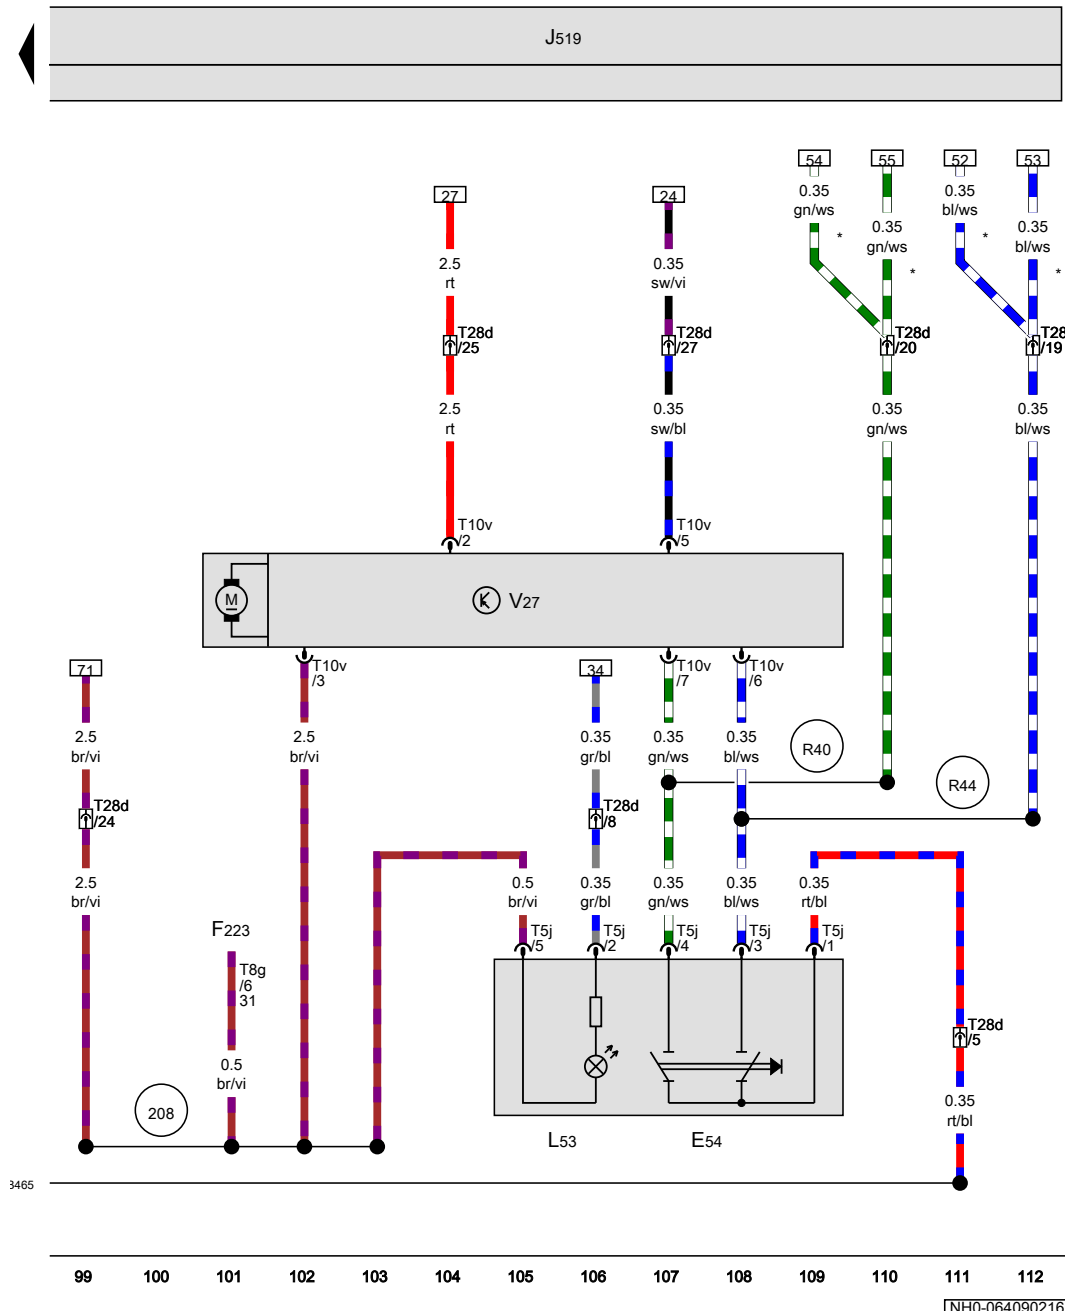 J519
54 55 52 53
0.35 0.35
gn/ws bl/ws
27 24
0.35 0.35
gn/ws bl/ws
* * * *
2.5 0.35
rt sw/vi
T28d T28d T28d T28
/25 /27 /20 /19
2.5 0.35 0.35 0.35
rt sw/bl gn/ws bl/ws
T10v T10v
/2 /5
M V27
71 34
T10v T10v T10v
/3 /7 /6
2.5 2.5 0.35 0.35 0.35
br/vi br/vi gr/bl gn/ws bl/ws
R40
R44
T28d T28d
/24 /8
2.5 0.5 0.35 0.35 0.35 0.35
br/vi br/vi gr/bl gn/ws bl/ws rt/bl
F223
T5j T5j T5j T5j T5j
/5 /2 /4 /3 /1
T8g
/6
31
T28d
/5
0.5
br/vi
208
0.35
rt/bl
L53 E54
3465
99 100 101 102 103 104 105 106 107 108 109 110 111 112
NH0-064090216